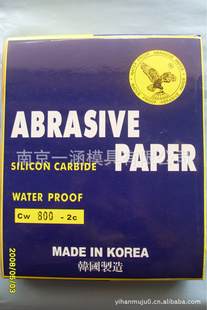 ABRASIVE
SILICON CARBIDE
PAPER
南京一涵模具有限公司
WATER PROOF
Cw 800 - 2c
MADE IN KOREA
韓國製造
2008/05/03
yihanmuju0.cn.alibaba.com